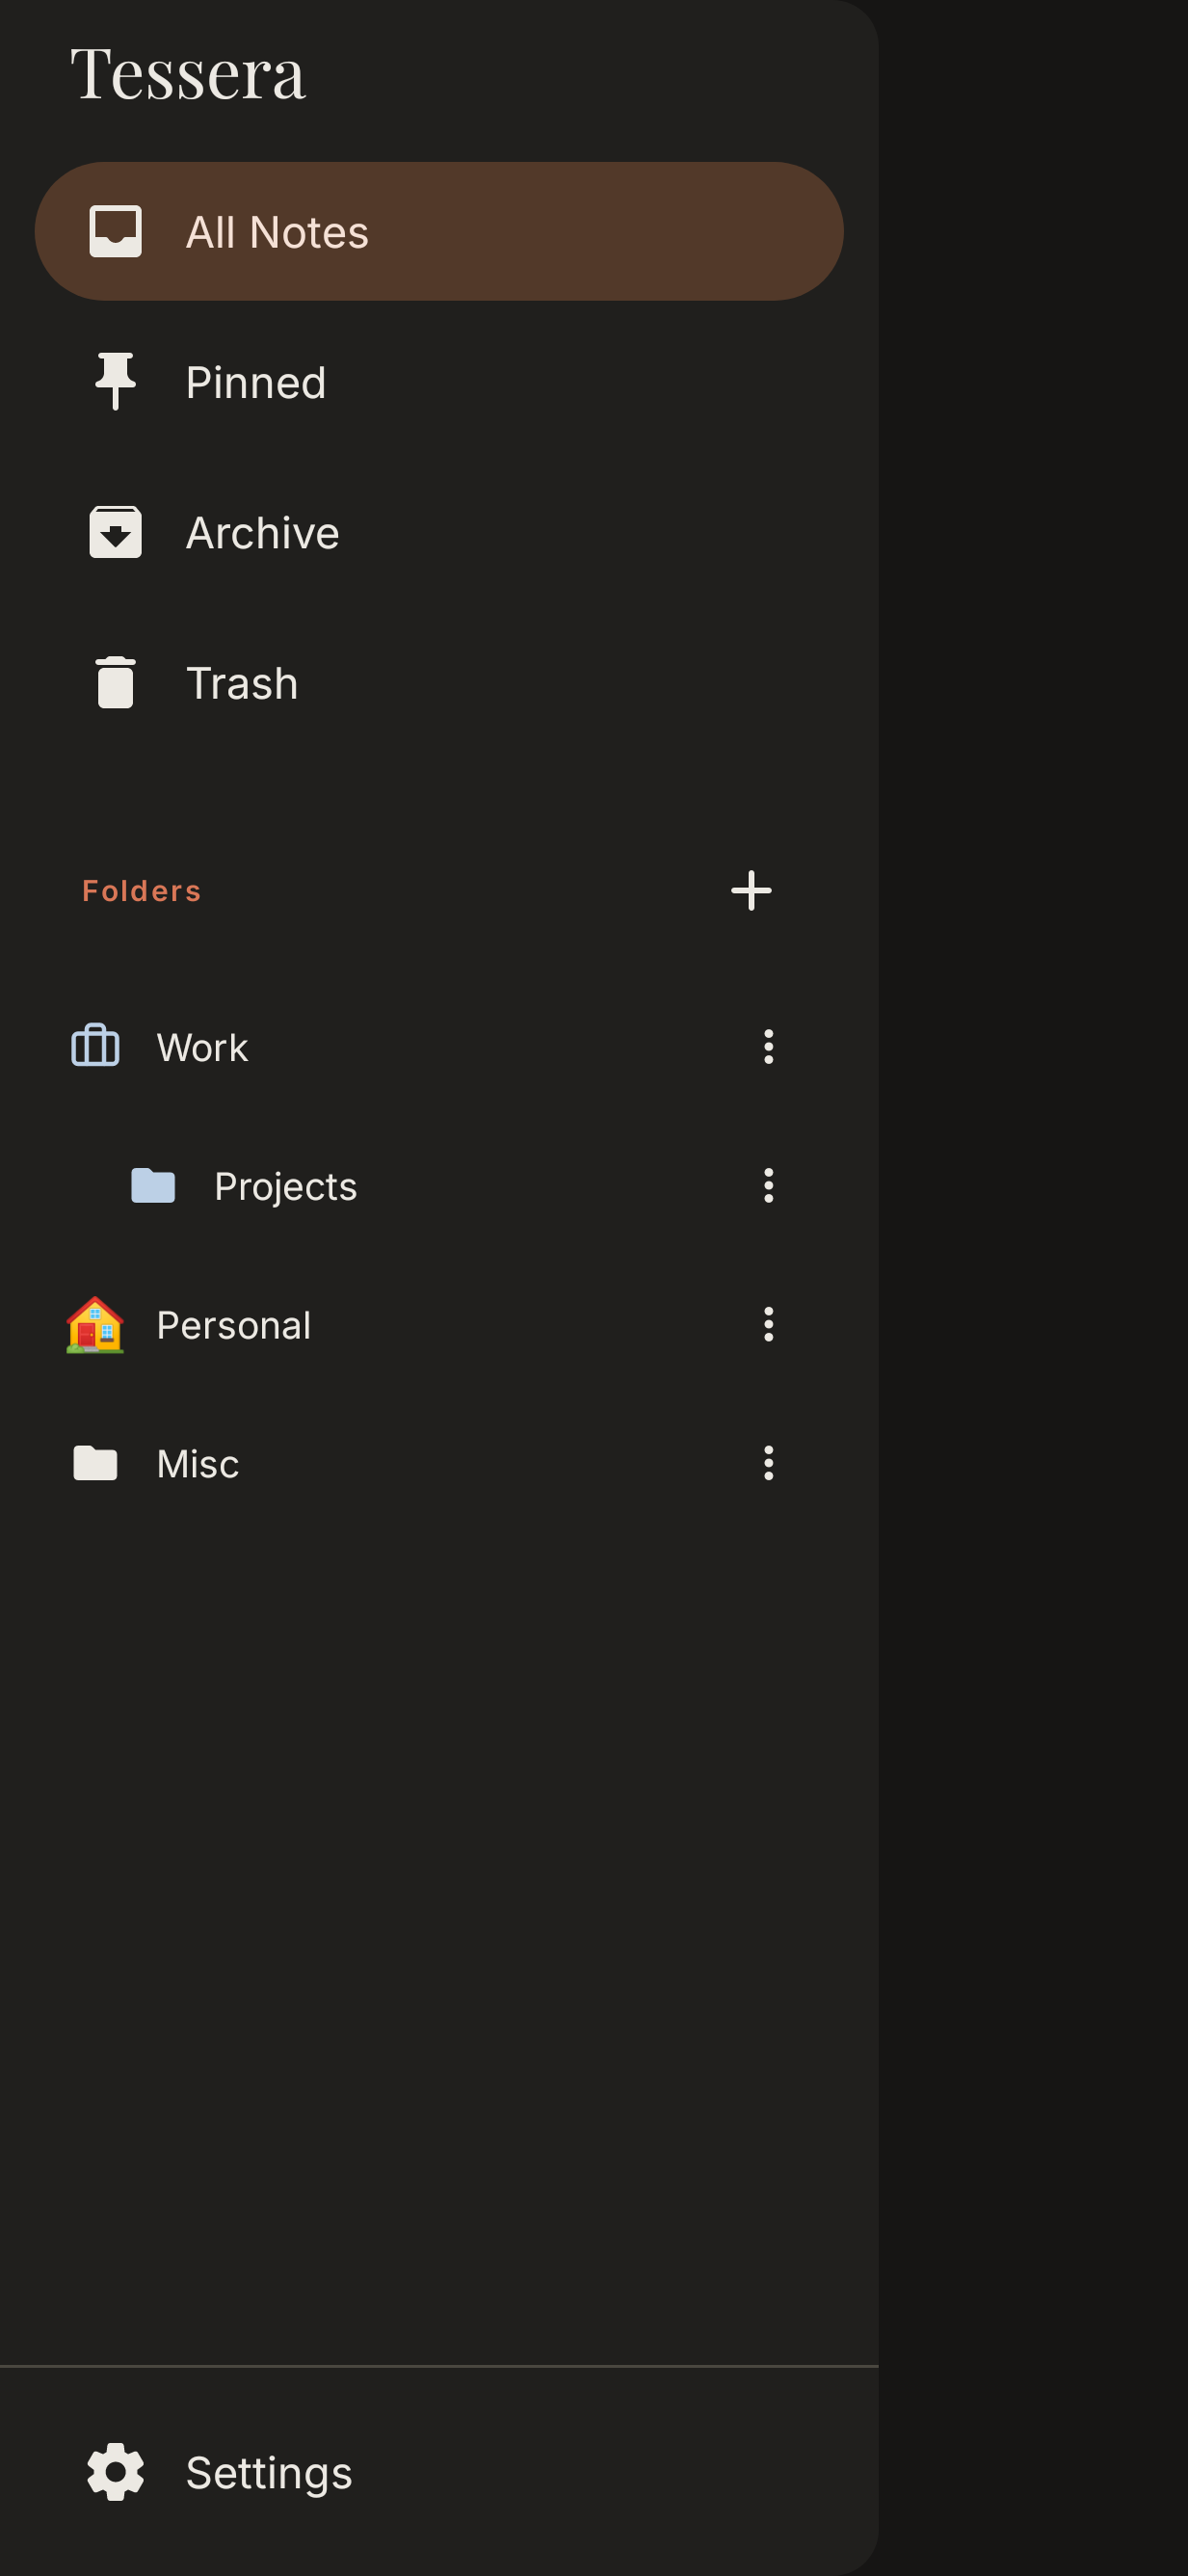 Tessera
All Notes
Pinned
Archive
Trash
Folders
Work
Projects
Personal
Misc
Settings